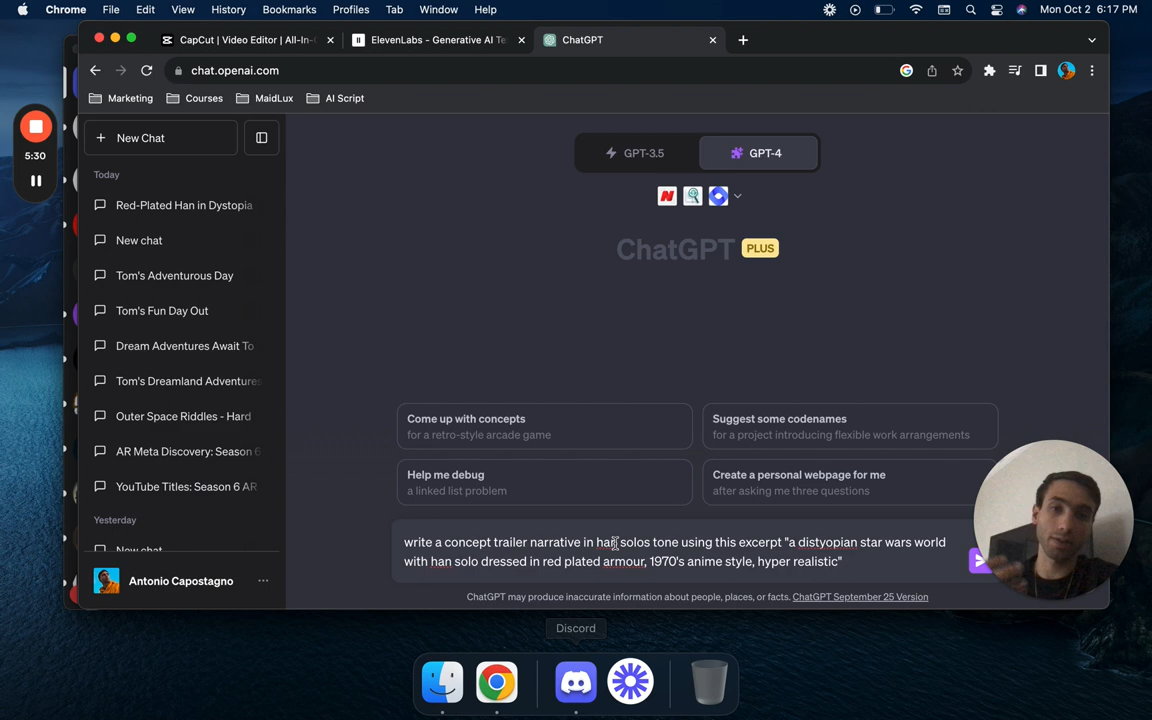 Chrome File Edit View History Bookmarks Profiles Tab Window Help Mon Oct 2 6:17 PM
CapCut | Video Editor | All-In-
ElevenLabs - Generative AI Te
ChatGPT
chat.openai.com
Marketing Courses MaidLux AI Script
5:30
New Chat
Today
Red-Plated Han in Dystopia
New chat
Tom's Adventurous Day
Tom's Fun Day Out
Dream Adventures Await To
Tom's Dreamland Adventures
Outer Space Riddles - Hard
AR Meta Discovery: Season 6
YouTube Titles: Season 6 AR
Yesterday
New chat
Antonio Capostagno
GPT-3.5 GPT-4
ChatGPT PLUS
Come up with concepts
for a retro-style arcade game
Suggest some codenames
for a project introducing flexible work arrangements
Help me debug
a linked list problem
Create a personal webpage for me
after asking me three questions
write a concept trailer narrative in han solos tone using this excerpt "a distyopian star wars world
with han solo dressed in red plated armour, 1970's anime style, hyper realistic"
ChatGPT may produce inaccurate information about people, places, or facts. ChatGPT September 25 Version
Discord